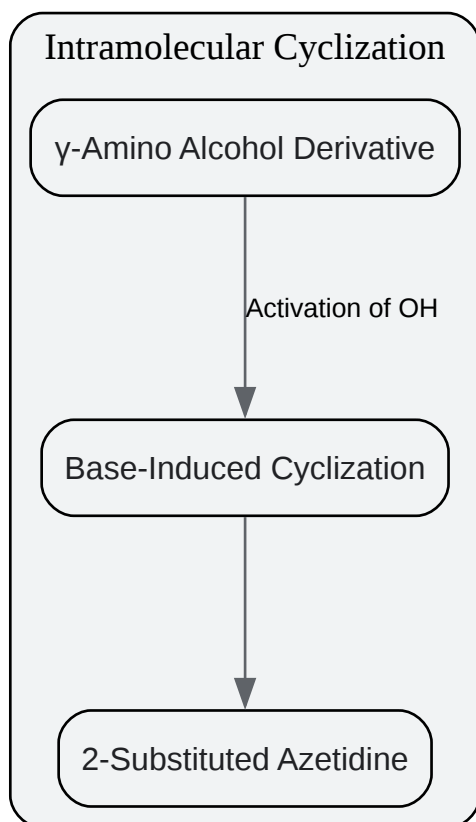 Intramolecular Cyclization
γ-Amino Alcohol Derivative
Activation of OH
Base-Induced Cyclization
2-Substituted Azetidine